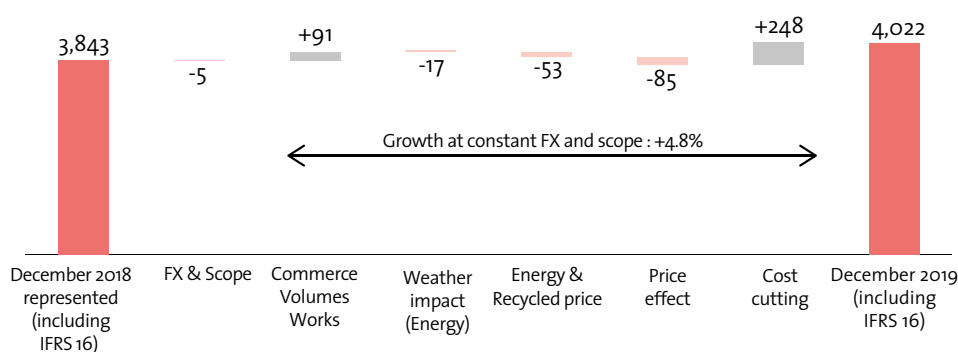 3,843
-5
+91
-17
-53
-85
+248
4,022
Growth at constant FX and scope : +4.8%
December 2018
represented
(including
IFRS 16)
FX & Scope
Commerce
Volumes
Works
Weather
impact
(Energy)
Energy &
Recycled price
Price
effect
Cost
cutting
December 2019
(including
IFRS 16)